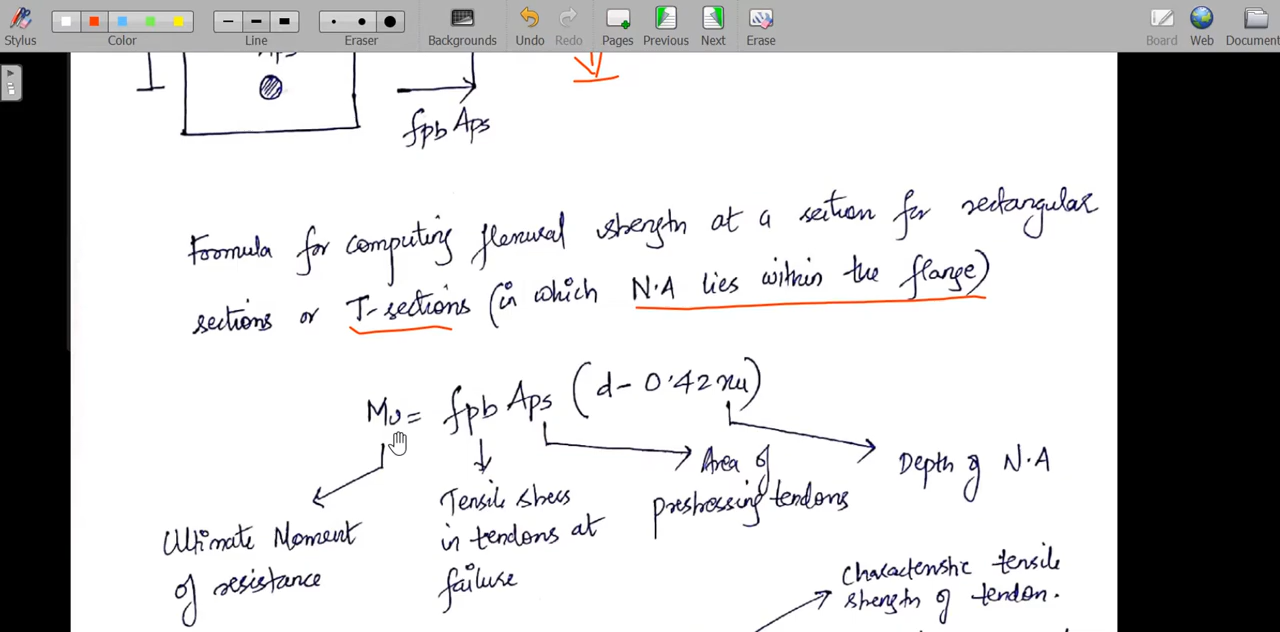 Stylus
Color
Line
Eraser
Backgrounds
Undo
Redo
Pages
Previous
Next
Erase
Board
Web
Document
fpb Aps
Formula for computing flexural strength at a section for rectangular
sections or T-sections (in which N.A lies within the flange)
Mu = fpb Aps (d - 0.42xu)
Area of
prestressing tendons
Depth of N.A
Tensile stress
in tendons at
failure
Ultimate Moment
of resistance
Characteristic tensile
strength of tendon.